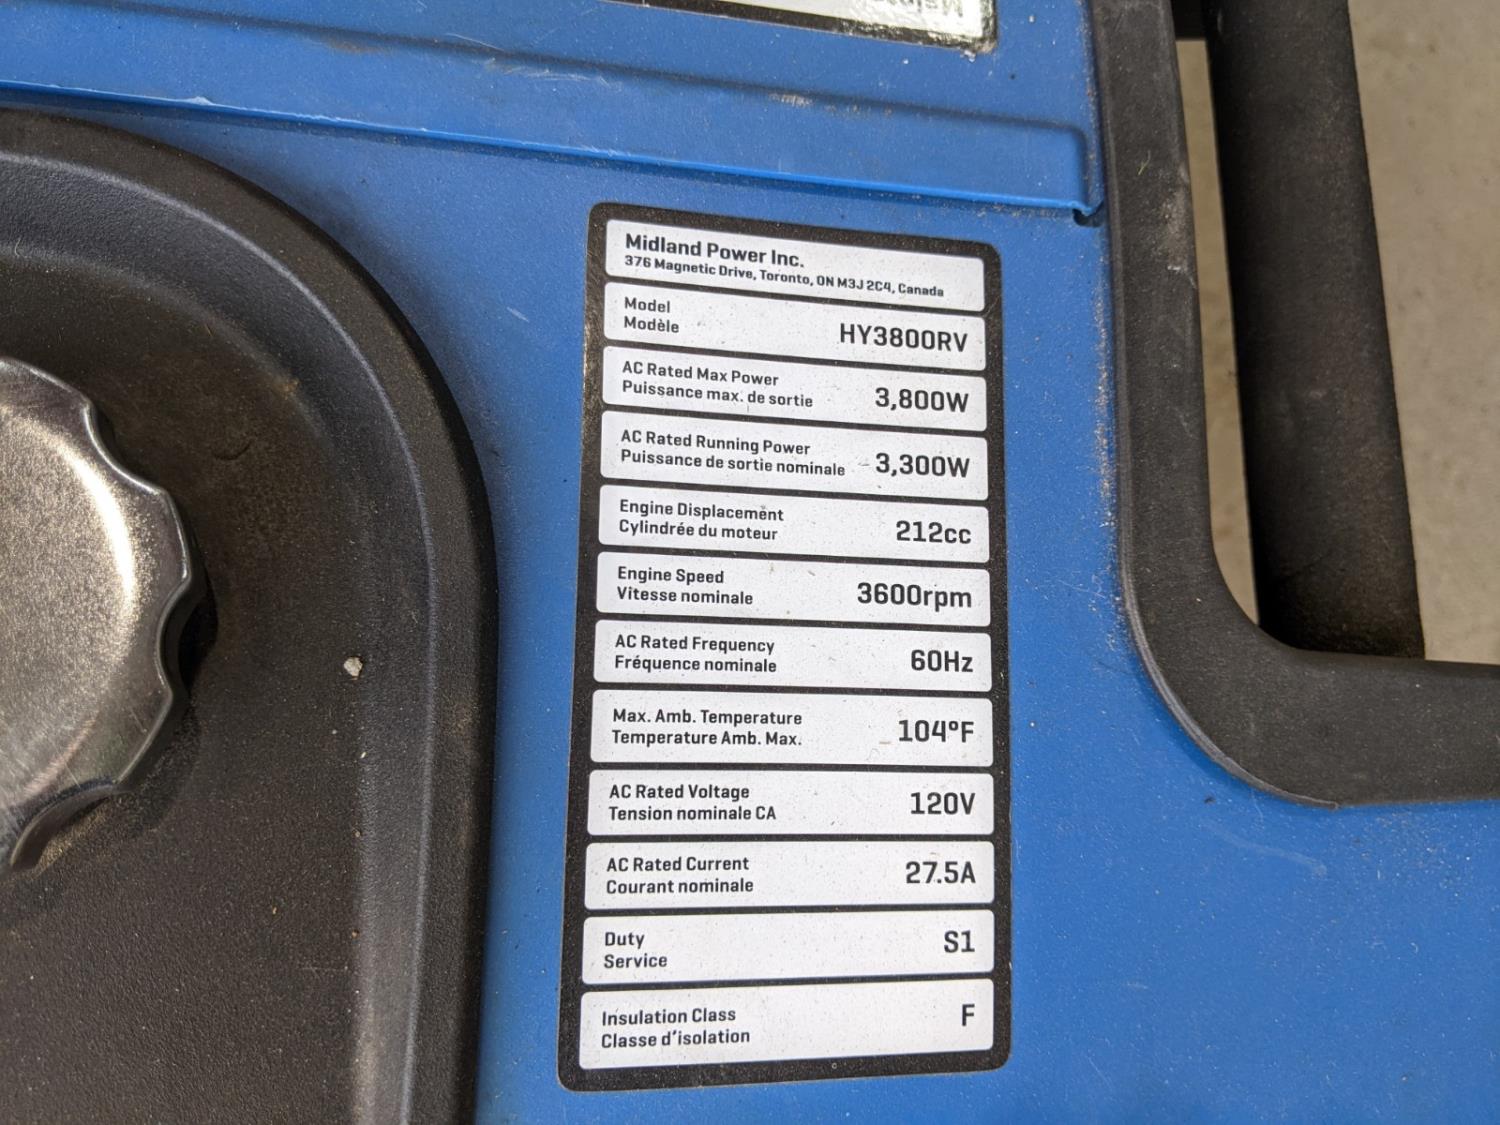 Midland Power Inc.
376 Magnetic Drive, Toronto, ON M3J 2C4, Canada
Model
Modèle
HY3800RV
AC Rated Max Power
Puissance max. de sortie
3,800W
AC Rated Running Power
Puissance de sortie nominale
3,300W
Engine Displacement
Cylindrée du moteur
212cc
Engine Speed
Vitesse nominale
3600rpm
AC Rated Frequency
Fréquence nominale
60Hz
Max. Amb. Temperature
Temperature Amb. Max.
104°F
AC Rated Voltage
Tension nominale CA
120V
AC Rated Current
Courant nominale
27.5A
Duty
Service
S1
Insulation Class
Classe d'isolation
F